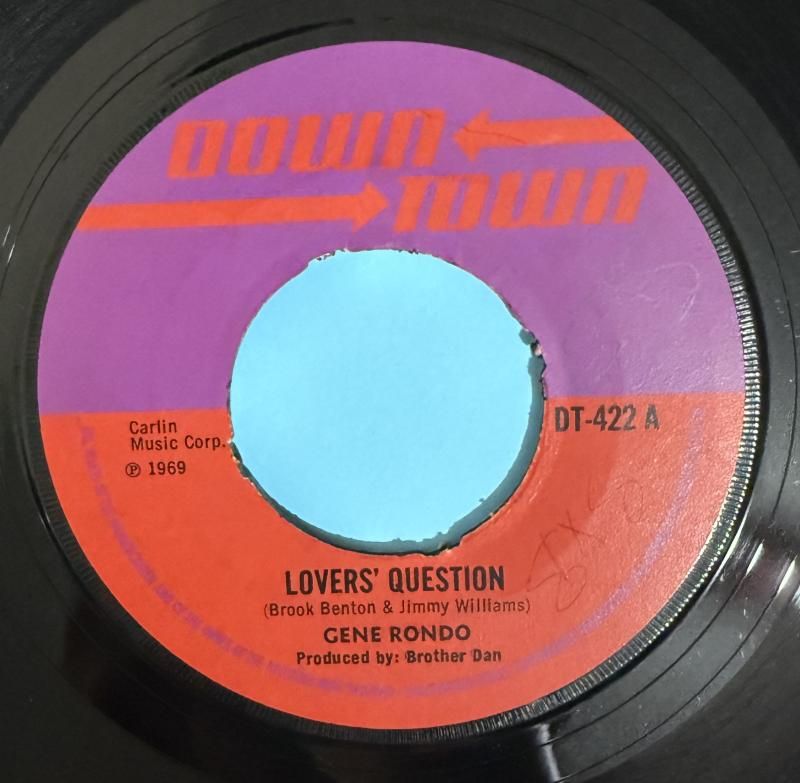 DOWN
TOWN
Carlin
Music Corp.
℗ 1969
DT-422 A
LOVERS' QUESTION
(Brook Benton & Jimmy Williams)
GENE RONDO
Produced by: Brother Dan